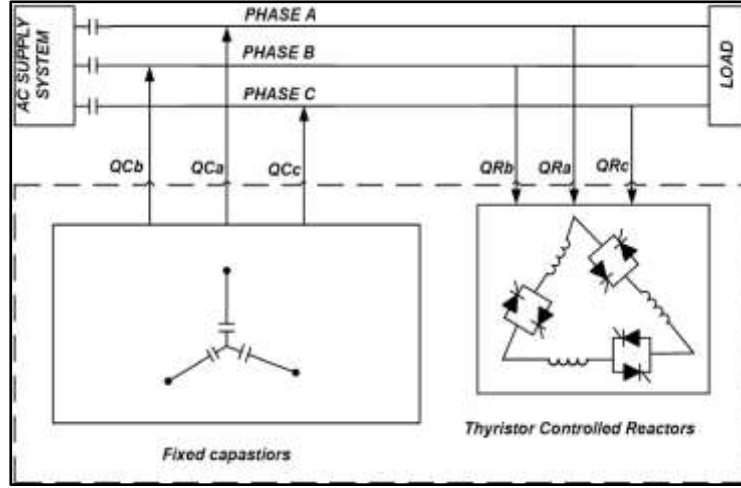 AC SUPPLY
SYSTEM
PHASE A
PHASE B
PHASE C
LOAD
QCb
QCa
QCc
QRb
QRa
QRc
Fixed capastiors
Thyristor Controlled Reactors